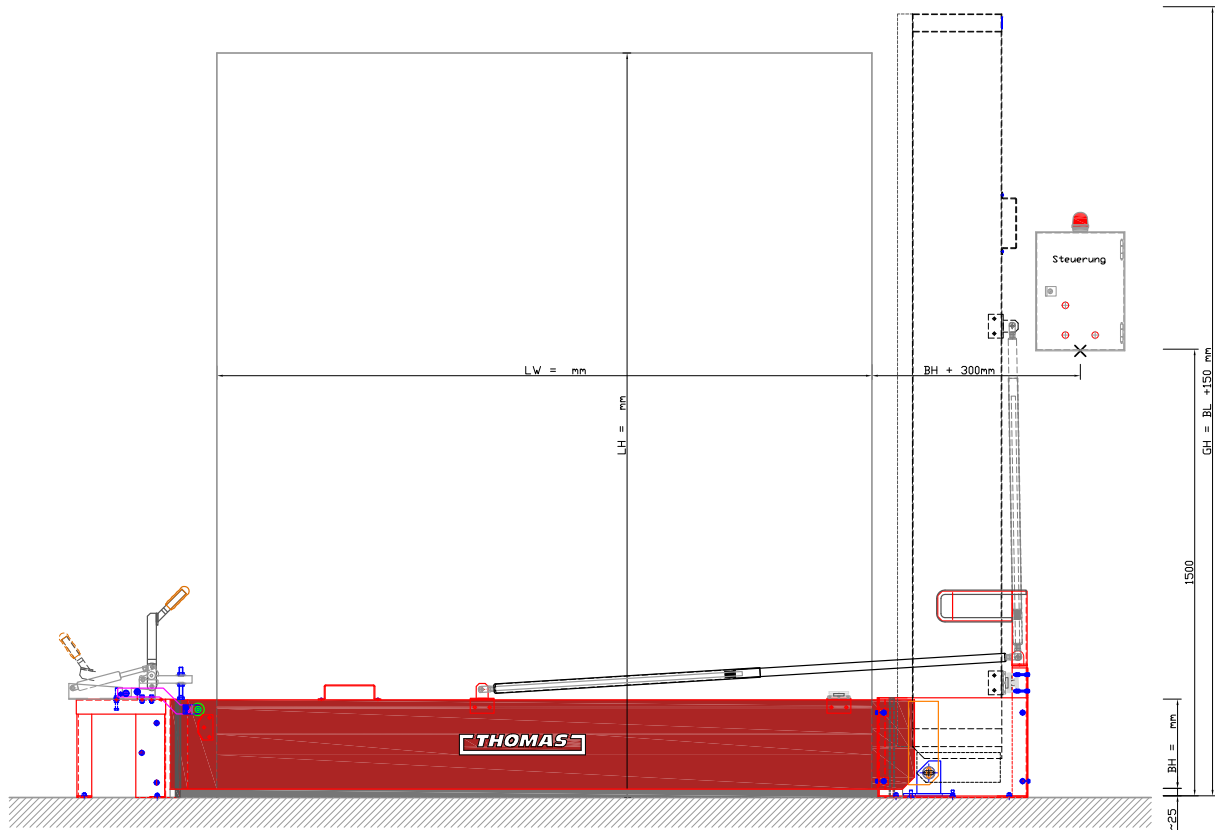 Steuerung
LW = mm
BH + 300mm
LH = mm
GH = BL +150 mm
1500
THOMAS
BH = mm
~25